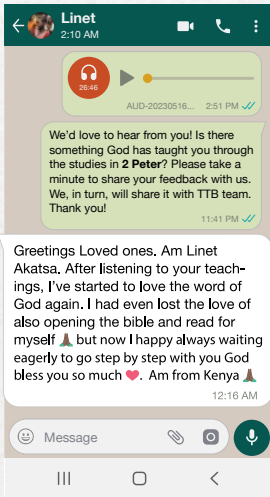 Linet
2:10 AM
26:46
AUD-20230516... 2:51 PM
We'd love to hear from you! Is there
something God has taught you through
the studies in 2 Peter? Please take a
minute to share your feedback with us.
We, in turn, will share it with TTB team.
Thank you!
11:41 PM
Greetings Loved ones. Am Linet
Akatsa. After listening to your teach-
ings, I've started to love the word of
God again. I had even lost the love of
also opening the bible and read for
myself 🙏🏾 but now I happy always waiting
eagerly to go step by step with you God
bless you so much ❤️. Am from Kenya 🙏🏾
12:16 AM
Message